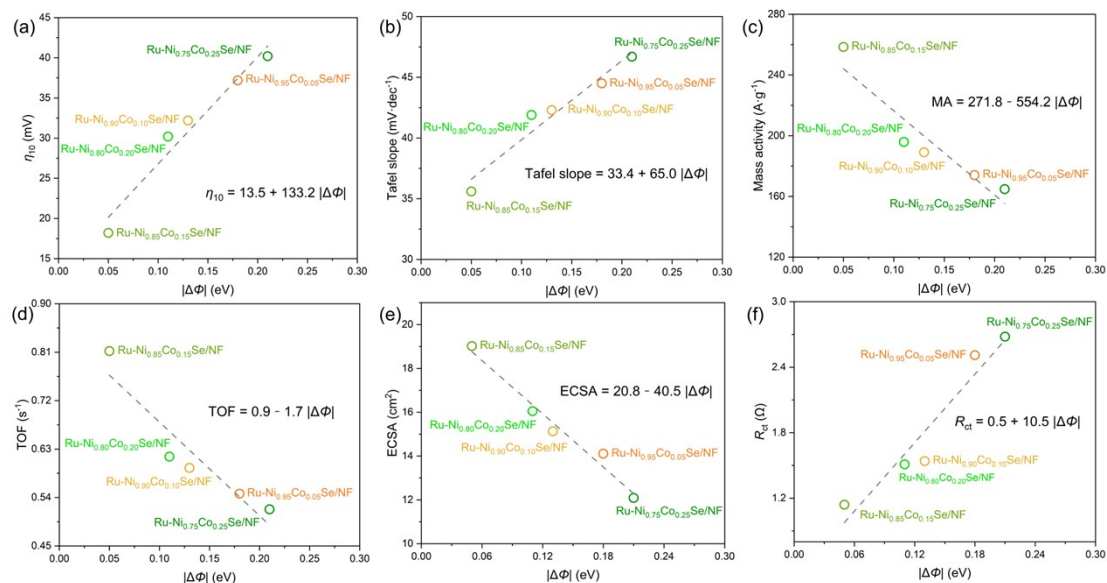 (a)
45
40
35
30
25
20
15
η₁₀ (mV)
Ru-Ni₀.₇₅Co₀.₂₅Se/NF
Ru-Ni₀.₉₅Co₀.₀₅Se/NF
Ru-Ni₀.₉₀Co₀.₁₀Se/NF
Ru-Ni₀.₈₀Co₀.₂₀Se/NF
η₁₀ = 13.5 + 133.2 |ΔΦ|
Ru-Ni₀.₈₅Co₀.₁₅Se/NF
0.00 0.05 0.10 0.15 0.20 0.25 0.30
|ΔΦ| (eV)
(b)
50
45
40
35
30
25
Tafel slope (mV·dec⁻¹)
Ru-Ni₀.₇₅Co₀.₂₅Se/NF
Ru-Ni₀.₉₅Co₀.₀₅Se/NF
Ru-Ni₀.₉₀Co₀.₁₀Se/NF
Ru-Ni₀.₈₀Co₀.₂₀Se/NF
Tafel slope = 33.4 + 65.0 |ΔΦ|
Ru-Ni₀.₈₅Co₀.₁₅Se/NF
0.00 0.05 0.10 0.15 0.20 0.25 0.30
|ΔΦ| (eV)
(c)
280
240
200
160
120
Mass activity (A·g⁻¹)
Ru-Ni₀.₈₅Co₀.₁₅Se/NF
MA = 271.8 - 554.2 |ΔΦ|
Ru-Ni₀.₈₀Co₀.₂₀Se/NF
Ru-Ni₀.₉₀Co₀.₁₀Se/NF
Ru-Ni₀.₉₅Co₀.₀₅Se/NF
Ru-Ni₀.₇₅Co₀.₂₅Se/NF
0.00 0.05 0.10 0.15 0.20 0.25 0.30
|ΔΦ| (eV)
(d)
0.90
0.81
0.72
0.63
0.54
0.45
TOF (s⁻¹)
Ru-Ni₀.₈₅Co₀.₁₅Se/NF
TOF = 0.9 - 1.7 |ΔΦ|
Ru-Ni₀.₈₀Co₀.₂₀Se/NF
Ru-Ni₀.₉₀Co₀.₁₀Se/NF
Ru-Ni₀.₉₅Co₀.₀₅Se/NF
Ru-Ni₀.₇₅Co₀.₂₅Se/NF
0.00 0.05 0.10 0.15 0.20 0.25 0.30
|ΔΦ| (eV)
(e)
20
18
16
14
12
10
ECSA (cm²)
Ru-Ni₀.₈₅Co₀.₁₅Se/NF
ECSA = 20.8 - 40.5 |ΔΦ|
Ru-Ni₀.₈₀Co₀.₂₀Se/NF
Ru-Ni₀.₉₀Co₀.₁₀Se/NF
Ru-Ni₀.₉₅Co₀.₀₅Se/NF
Ru-Ni₀.₇₅Co₀.₂₅Se/NF
0.00 0.06 0.12 0.18 0.24 0.30
|ΔΦ| (eV)
(f)
3.0
2.4
1.8
1.2
Rct (Ω)
Ru-Ni₀.₇₅Co₀.₂₅Se/NF
Ru-Ni₀.₉₅Co₀.₀₅Se/NF
Rct = 0.5 + 10.5 |ΔΦ|
Ru-Ni₀.₉₀Co₀.₁₀Se/NF
Ru-Ni₀.₈₀Co₀.₂₀Se/NF
Ru-Ni₀.₈₅Co₀.₁₅Se/NF
0.00 0.06 0.12 0.18 0.24 0.30
|ΔΦ| (eV)